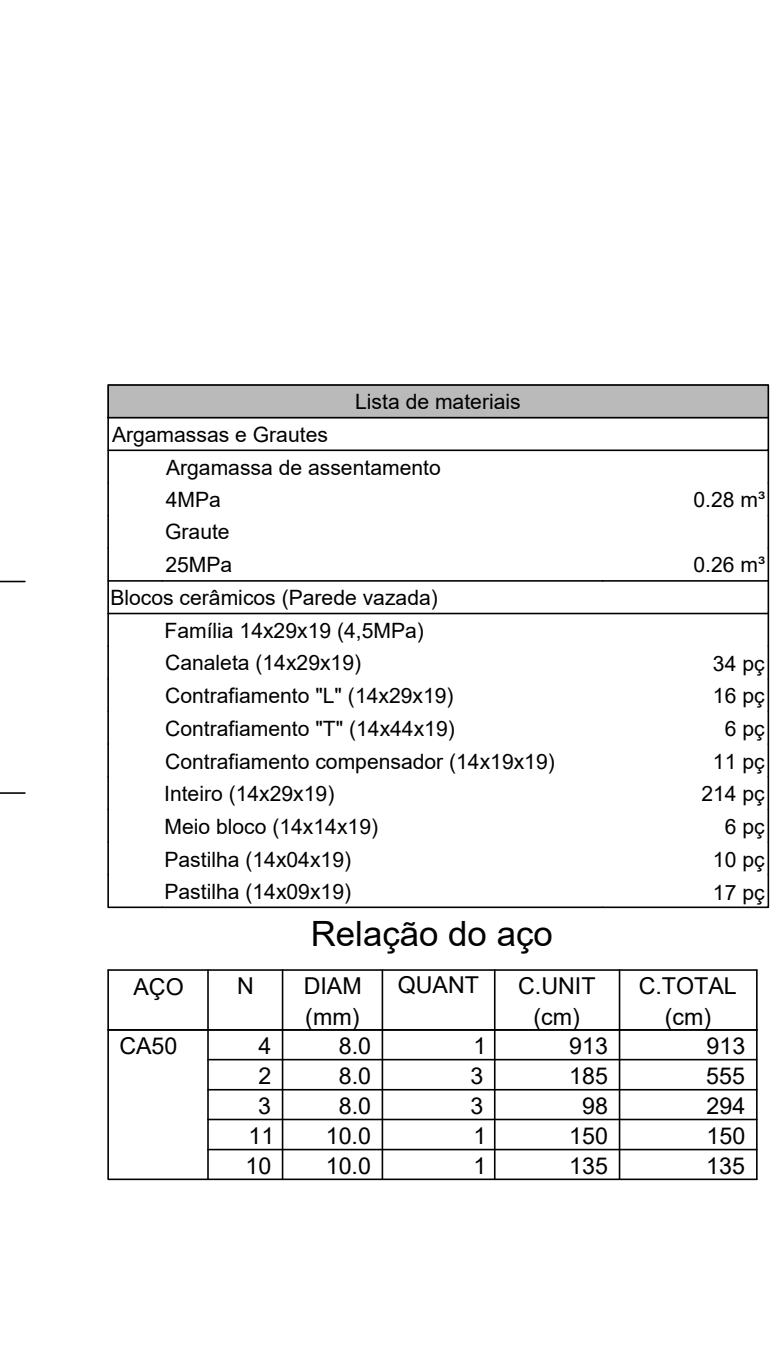 Lista de materiais
Argamassas e Grautes
Argamassa de assentamento
4MPa 0.28 m³
Graute
25MPa 0.26 m³
Blocos cerâmicos (Parede vazada)
Família 14x29x19 (4,5MPa)
Canaleta (14x29x19) 34 pç
Contrafiamento "L" (14x29x19) 16 pç
Contrafiamento "T" (14x44x19) 6 pç
Contrafiamento compensador (14x19x19) 11 pç
Inteiro (14x29x19) 214 pç
Meio bloco (14x14x19) 6 pç
Pastilha (14x04x19) 10 pç
Pastilha (14x09x19) 17 pç
Relação do aço
AÇO N DIAM QUANT C.UNIT C.TOTAL
(mm) (cm) (cm)
CA50 4 8.0 1 913 913
2 8.0 3 185 555
3 8.0 3 98 294
11 10.0 1 150 150
10 10.0 1 135 135